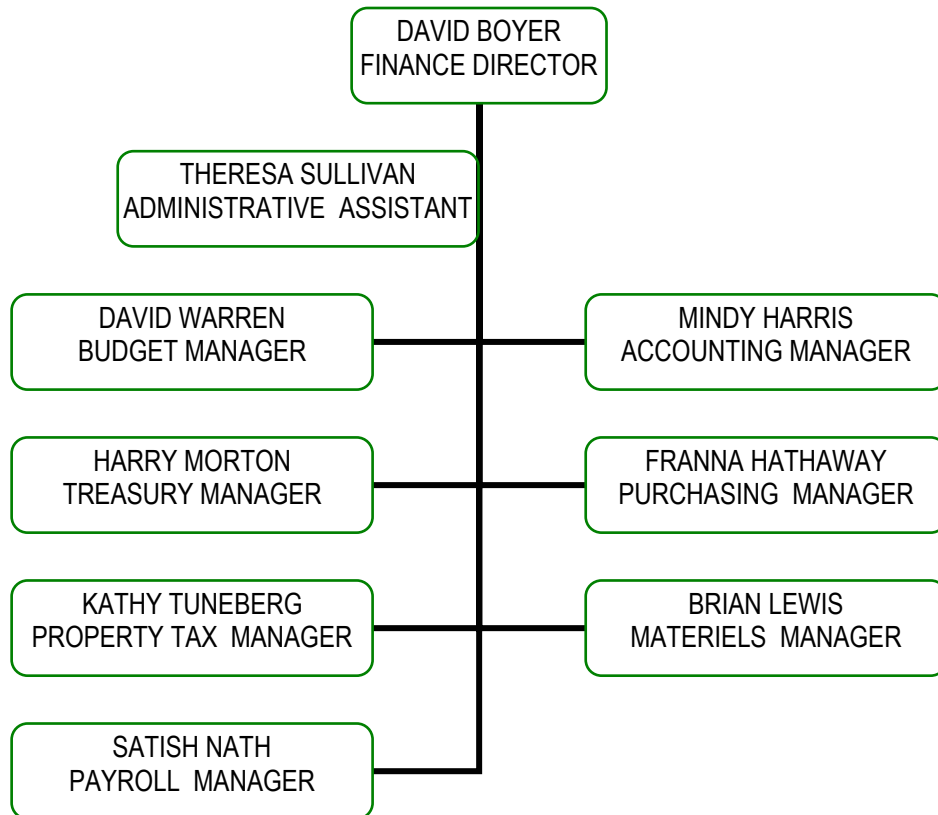 DAVID BOYER
FINANCE DIRECTOR
THERESA SULLIVAN
ADMINISTRATIVE ASSISTANT
DAVID WARREN
BUDGET MANAGER
MINDY HARRIS
ACCOUNTING MANAGER
HARRY MORTON
TREASURY MANAGER
FRANNA HATHAWAY
PURCHASING MANAGER
KATHY TUNEBERG
PROPERTY TAX MANAGER
BRIAN LEWIS
MATERIELS MANAGER
SATISH NATH
PAYROLL MANAGER